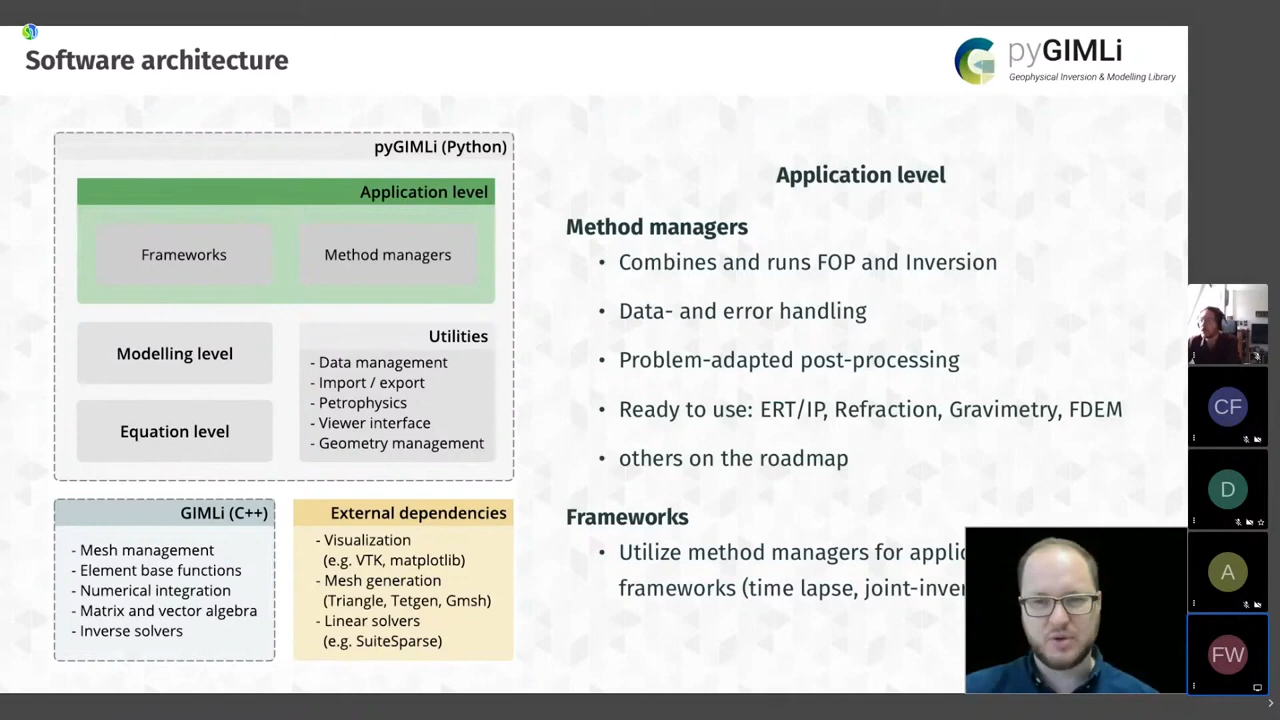 Software architecture
pyGIMLi
Geophysical Inversion & Modelling Library
pyGIMLi (Python)
Application level
Frameworks
Method managers
Modelling level
Equation level
Utilities
- Data management
- Import / export
- Petrophysics
- Viewer interface
- Geometry management
GIMLi (C++)
- Mesh management
- Element base functions
- Numerical integration
- Matrix and vector algebra
- Inverse solvers
External dependencies
- Visualization
(e.g. VTK, matplotlib)
- Mesh generation
(Triangle, Tetgen, Gmsh)
- Linear solvers
(e.g. SuiteSparse)
Application level
Method managers
• Combines and runs FOP and Inversion
• Data- and error handling
• Problem-adapted post-processing
• Ready to use: ERT/IP, Refraction, Gravimetry, FDEM
• others on the roadmap
Frameworks
• Utilize method managers for applic
frameworks (time lapse, joint-inver
CF
D
A
FW